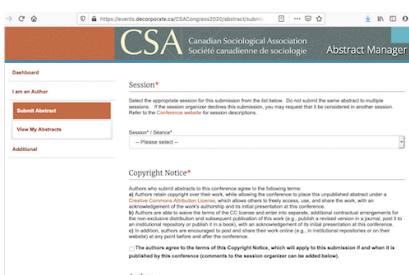 https://events.decorporate.ca/CSACongress2020/abstract/submit
CSA
Canadian Sociological Association
Société canadienne de sociologie
Abstract Manager
Dashboard
I am an Author
Submit Abstract
View My Abstracts
Additional
Session*
Select the appropriate session for this submission from the list below. Do not submit the same abstract to multiple
sessions. If the session organizer declines this submission, you may request that it be considered in another session.
Refer to the Conference website for session descriptions.
Session* / Séance*
-- Please select --
Copyright Notice*
Authors who submit abstracts to this conference agree to the following terms:
a) Authors retain copyright over their work, while allowing the conference to place this unpublished abstract under a
Creative Commons Attribution License, which allows others to freely access, use, and share the work, with an
acknowledgement of the work's authorship and its initial presentation at this conference.
b) Authors are able to waive the terms of the CC license and enter into separate, additional contractual arrangements for
the non-exclusive distribution and subsequent publication of this work (e.g., publish a revised version in a journal, post it to
an institutional repository or publish it in a book), with an acknowledgement of its initial presentation at this conference.
c) In addition, authors are encouraged to post and share their work online (e.g., in institutional repositories or on their
website) at any point before and after the conference.
The authors agree to the terms of this Copyright Notice, which will apply to this submission if and when it is
published by this conference (comments to the session organizer can be added below).